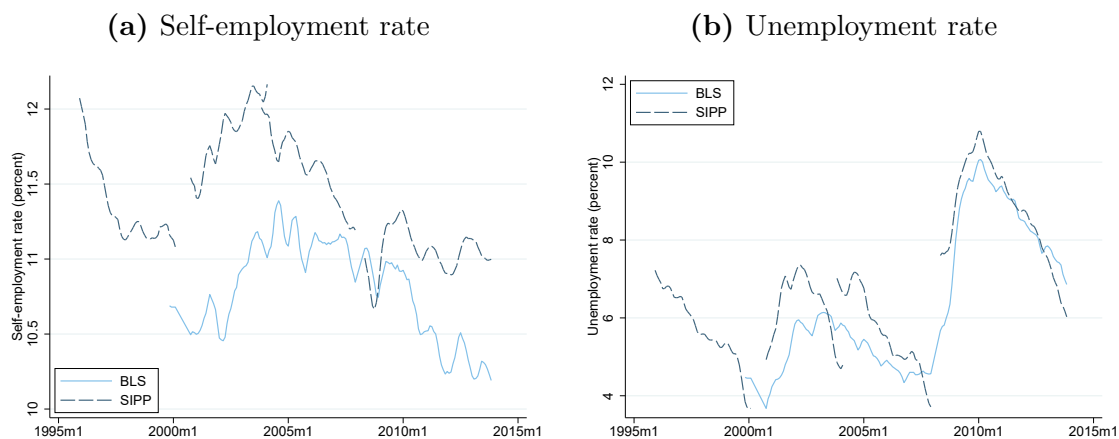 (a) Self-employment rate
Self-employment rate (percent)
12
11.5
11
10.5
10
BLS
SIPP
1995m1 2000m1 2005m1 2010m1 2015m1
(b) Unemployment rate
Unemployment rate (percent)
12
10
8
6
4
BLS
SIPP
1995m1 2000m1 2005m1 2010m1 2015m1